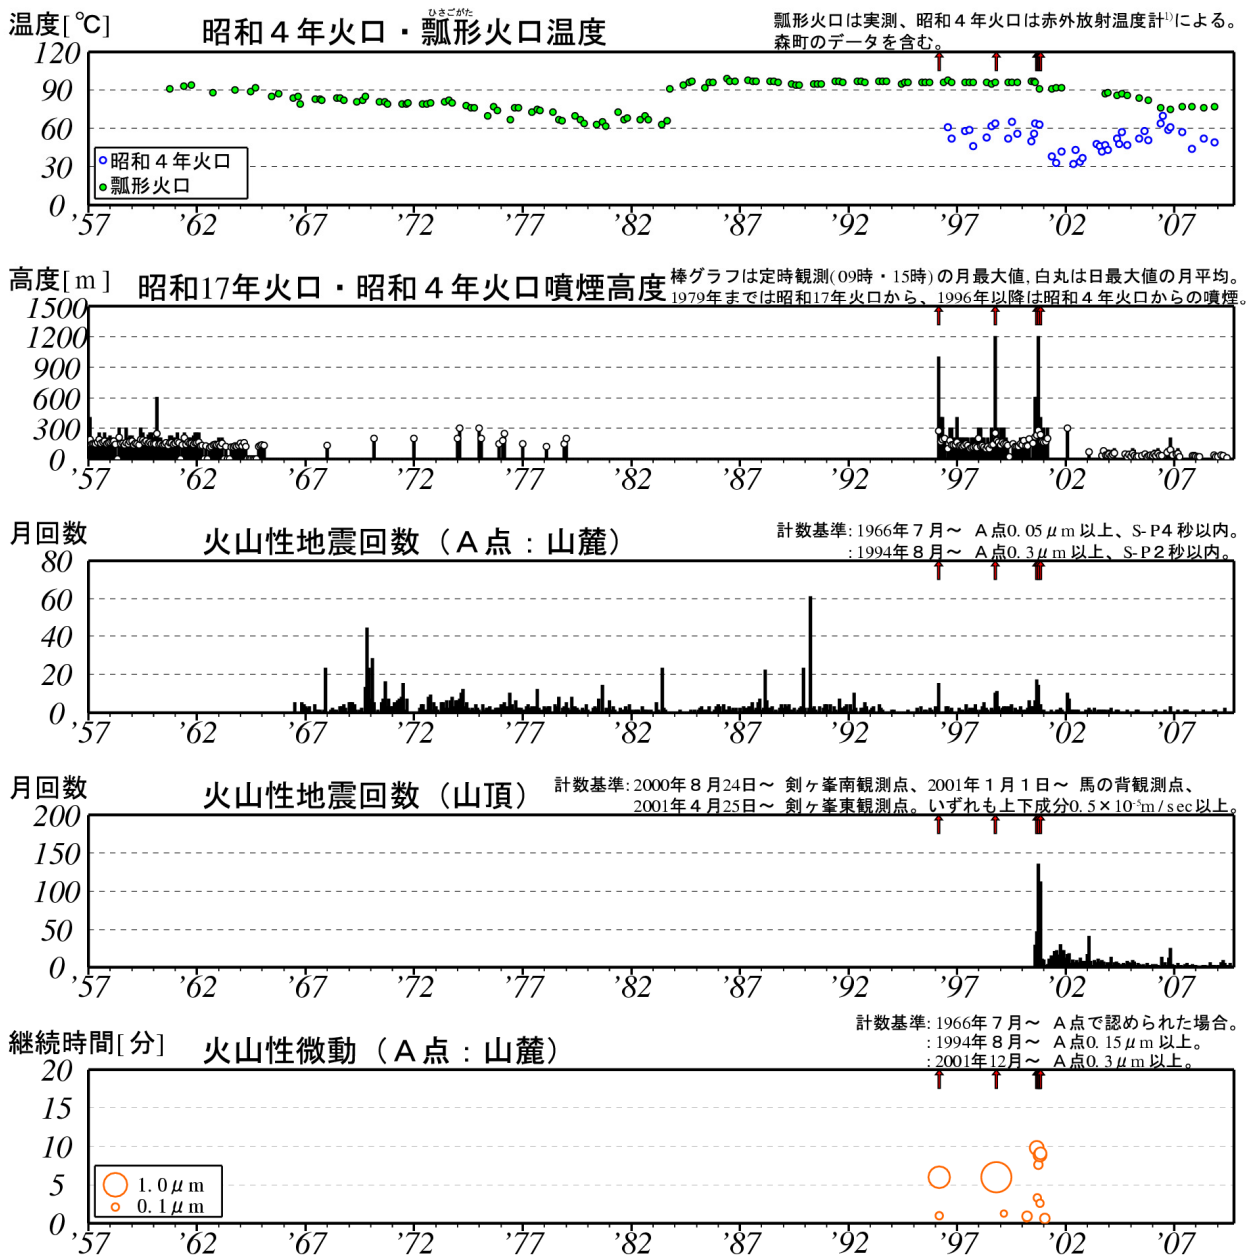 温度[℃]
昭和４年火口・瓢形火口温度
ひさごがた
瓢形火口は実測、昭和４年火口は赤外放射温度計1)による。
森町のデータを含む。
120
90
60
30
0
昭和４年火口
瓢形火口
'57 '62 '67 '72 '77 '82 '87 '92 '97 '02 '07
高度[m]
昭和17年火口・昭和４年火口噴煙高度
棒グラフは定時観測(09時・15時)の月最大値,白丸は日最大値の月平均。
1979年までは昭和17年火口から、1996年以降は昭和４年火口からの噴煙。
1500
1200
900
600
300
0
'57 '62 '67 '72 '77 '82 '87 '92 '97 '02 '07
月回数
火山性地震回数（Ａ点：山麓）
計数基準:1966年７月～ Ａ点0.05μm以上、S-P４秒以内。
:1994年８月～ Ａ点0.3μm以上、S-P２秒以内。
80
60
40
20
0
'57 '62 '67 '72 '77 '82 '87 '92 '97 '02 '07
月回数
火山性地震回数（山頂）
計数基準:2000年８月24日～ 剣ヶ峯南観測点、2001年１月１日～ 馬の背観測点、
2001年４月25日～ 剣ヶ峯東観測点。いずれも上下成分0.5×10-5m/sec以上。
200
150
100
50
0
'57 '62 '67 '72 '77 '82 '87 '92 '97 '02 '07
継続時間[分]
火山性微動（Ａ点：山麓）
計数基準:1966年７月～ Ａ点で認められた場合。
:1994年８月～ Ａ点0.15μm以上。
:2001年12月～ Ａ点0.3μm以上。
20
15
10
5
0
1.0μm
0.1μm
'57 '62 '67 '72 '77 '82 '87 '92 '97 '02 '07